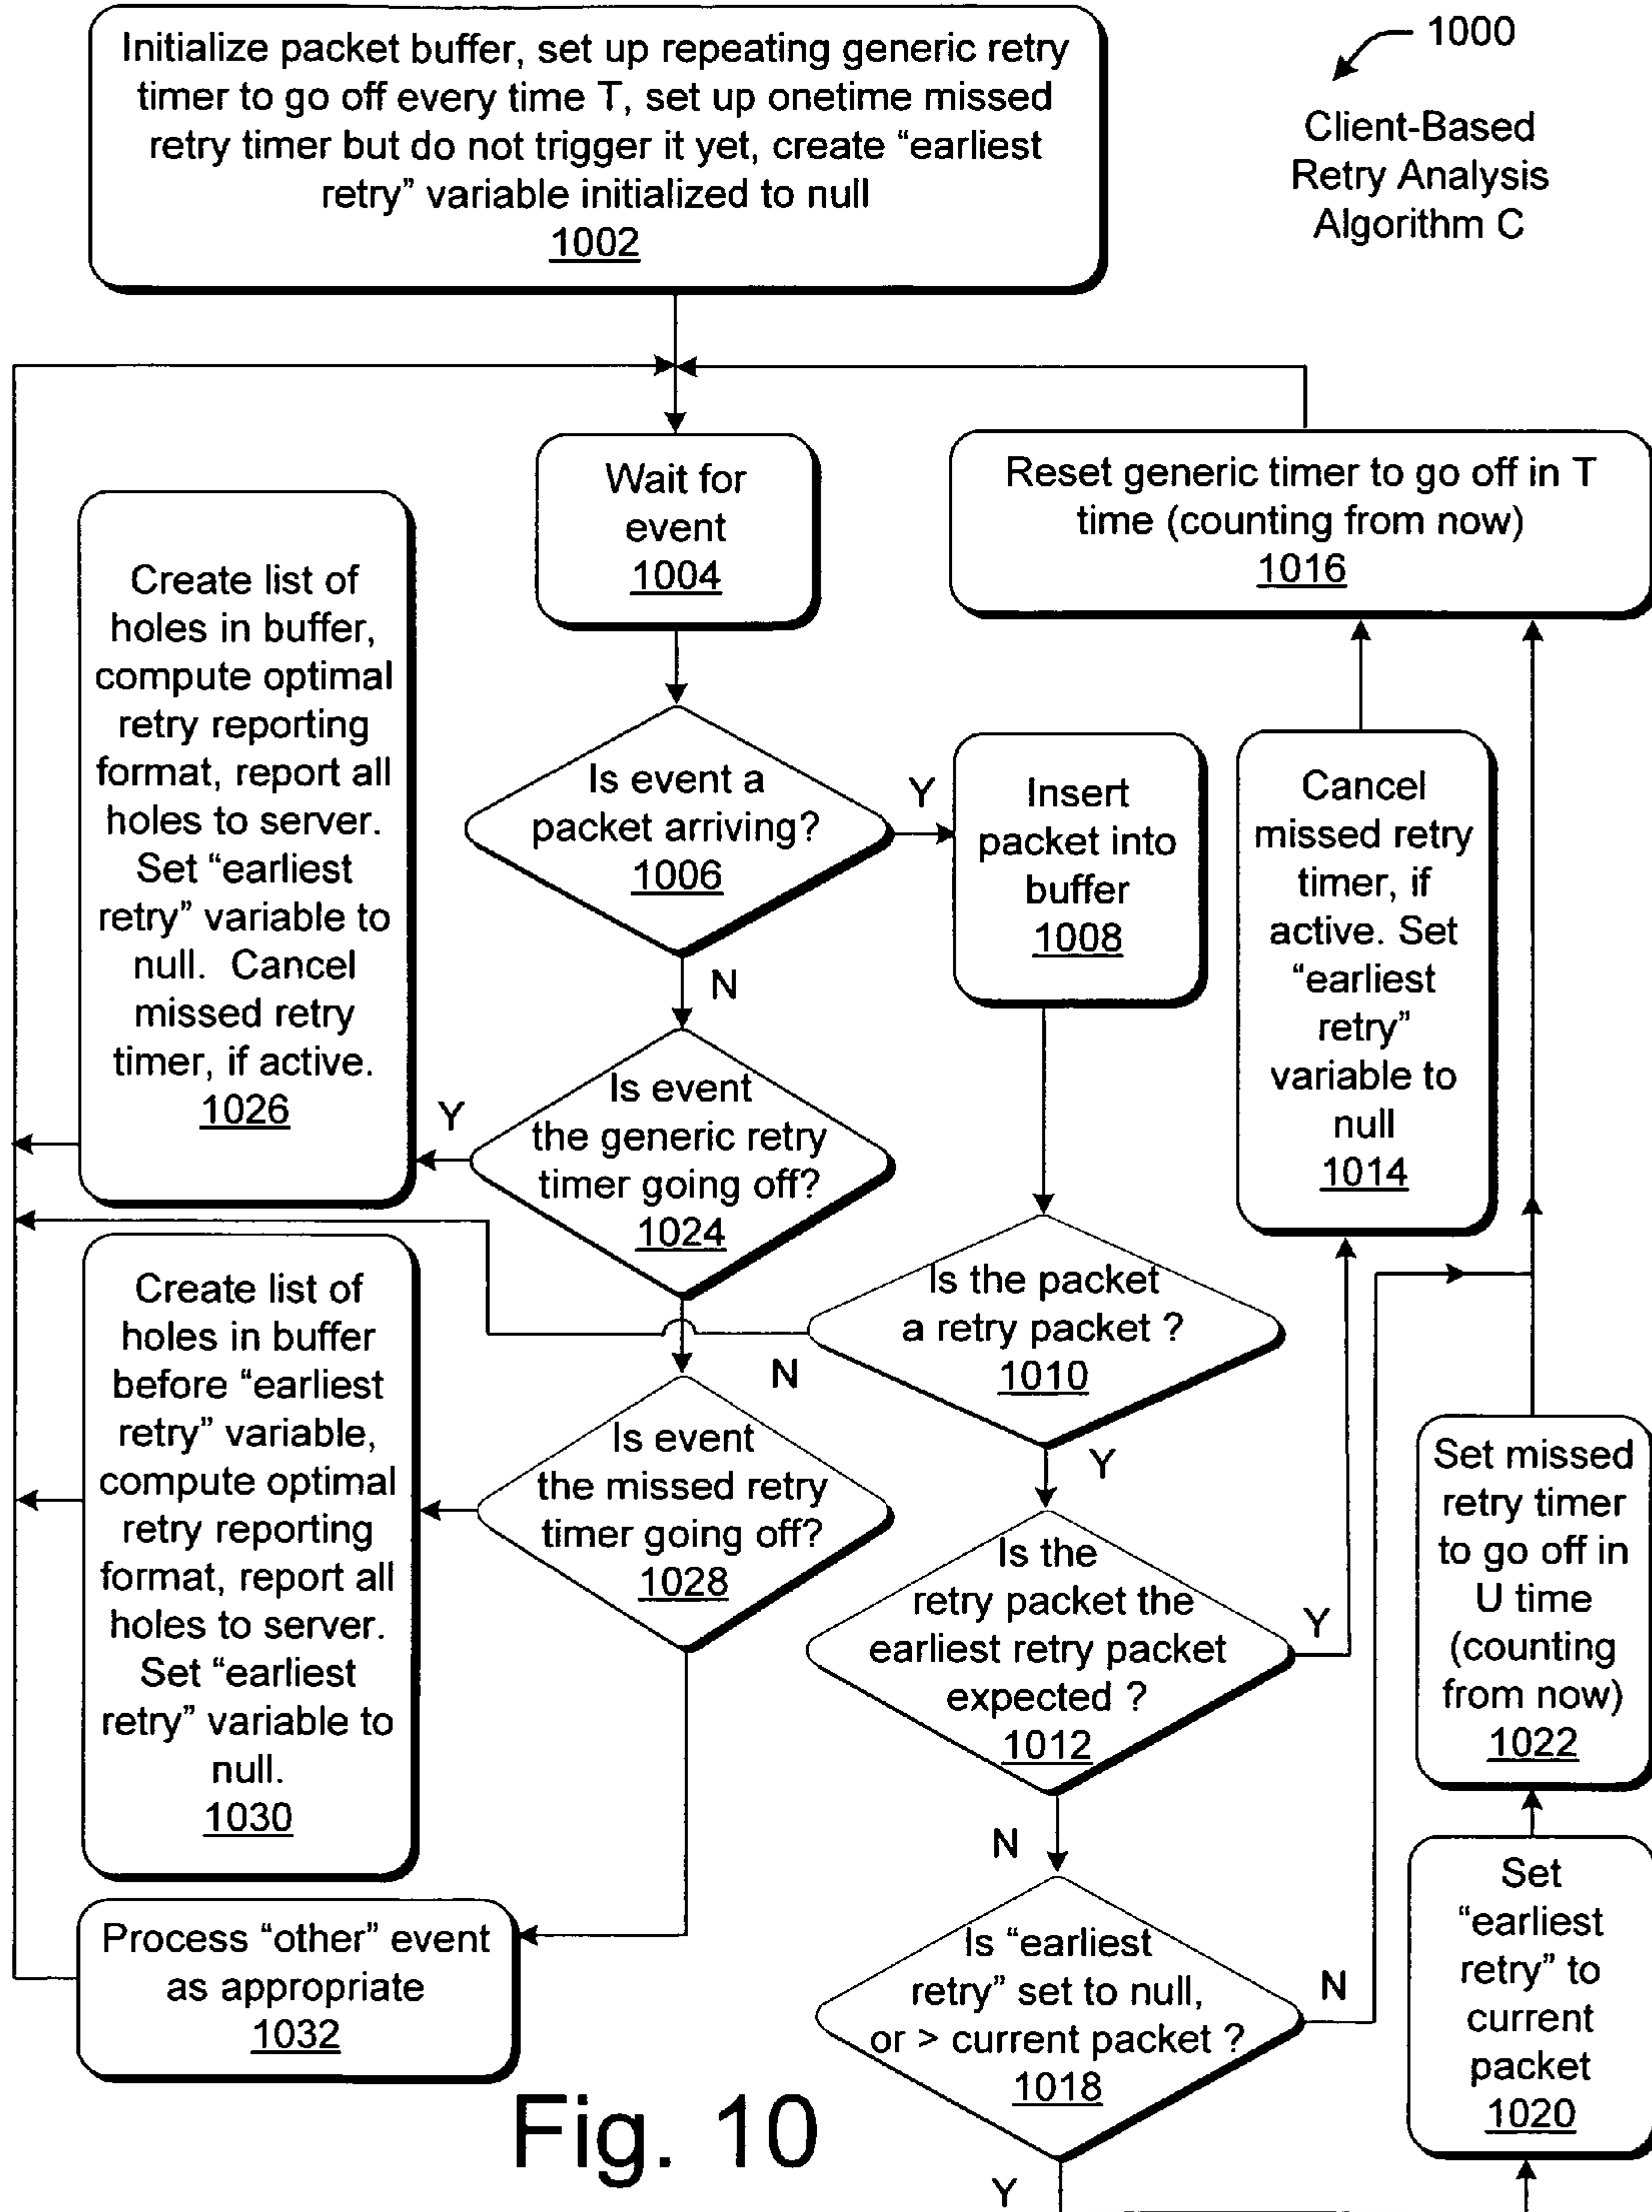 Initialize packet buffer, set up repeating generic retry
timer to go off every time T, set up onetime missed
retry timer but do not trigger it yet, create “earliest
retry” variable initialized to null
1002
1000
Client-Based
Retry Analysis
Algorithm C
Wait for
event
1004
Reset generic timer to go off in T
time (counting from now)
1016
Create list of
holes in buffer,
compute optimal
retry reporting
format, report all
holes to server.
Set “earliest
retry” variable to
null. Cancel
missed retry
timer, if active.
1026
Is event a
packet arriving?
1006
Y
N
Insert
packet into
buffer
1008
Cancel
missed retry
timer, if
active. Set
“earliest
retry”
variable to
null
1014
Is event
the generic retry
timer going off?
1024
Y
Is the packet
a retry packet ?
1010
N
Y
Create list of
holes in buffer
before “earliest
retry” variable,
compute optimal
retry reporting
format, report all
holes to server.
Set “earliest
retry” variable to
null.
1030
Is event
the missed retry
timer going off?
1028
Is the
retry packet the
earliest retry packet
expected ?
1012
Y
N
Set missed
retry timer
to go off in
U time
(counting
from now)
1022
Process “other” event
as appropriate
1032
Is “earliest
retry” set to null,
or > current packet ?
1018
N
Y
Set
“earliest
retry” to
current
packet
1020
Fig. 10